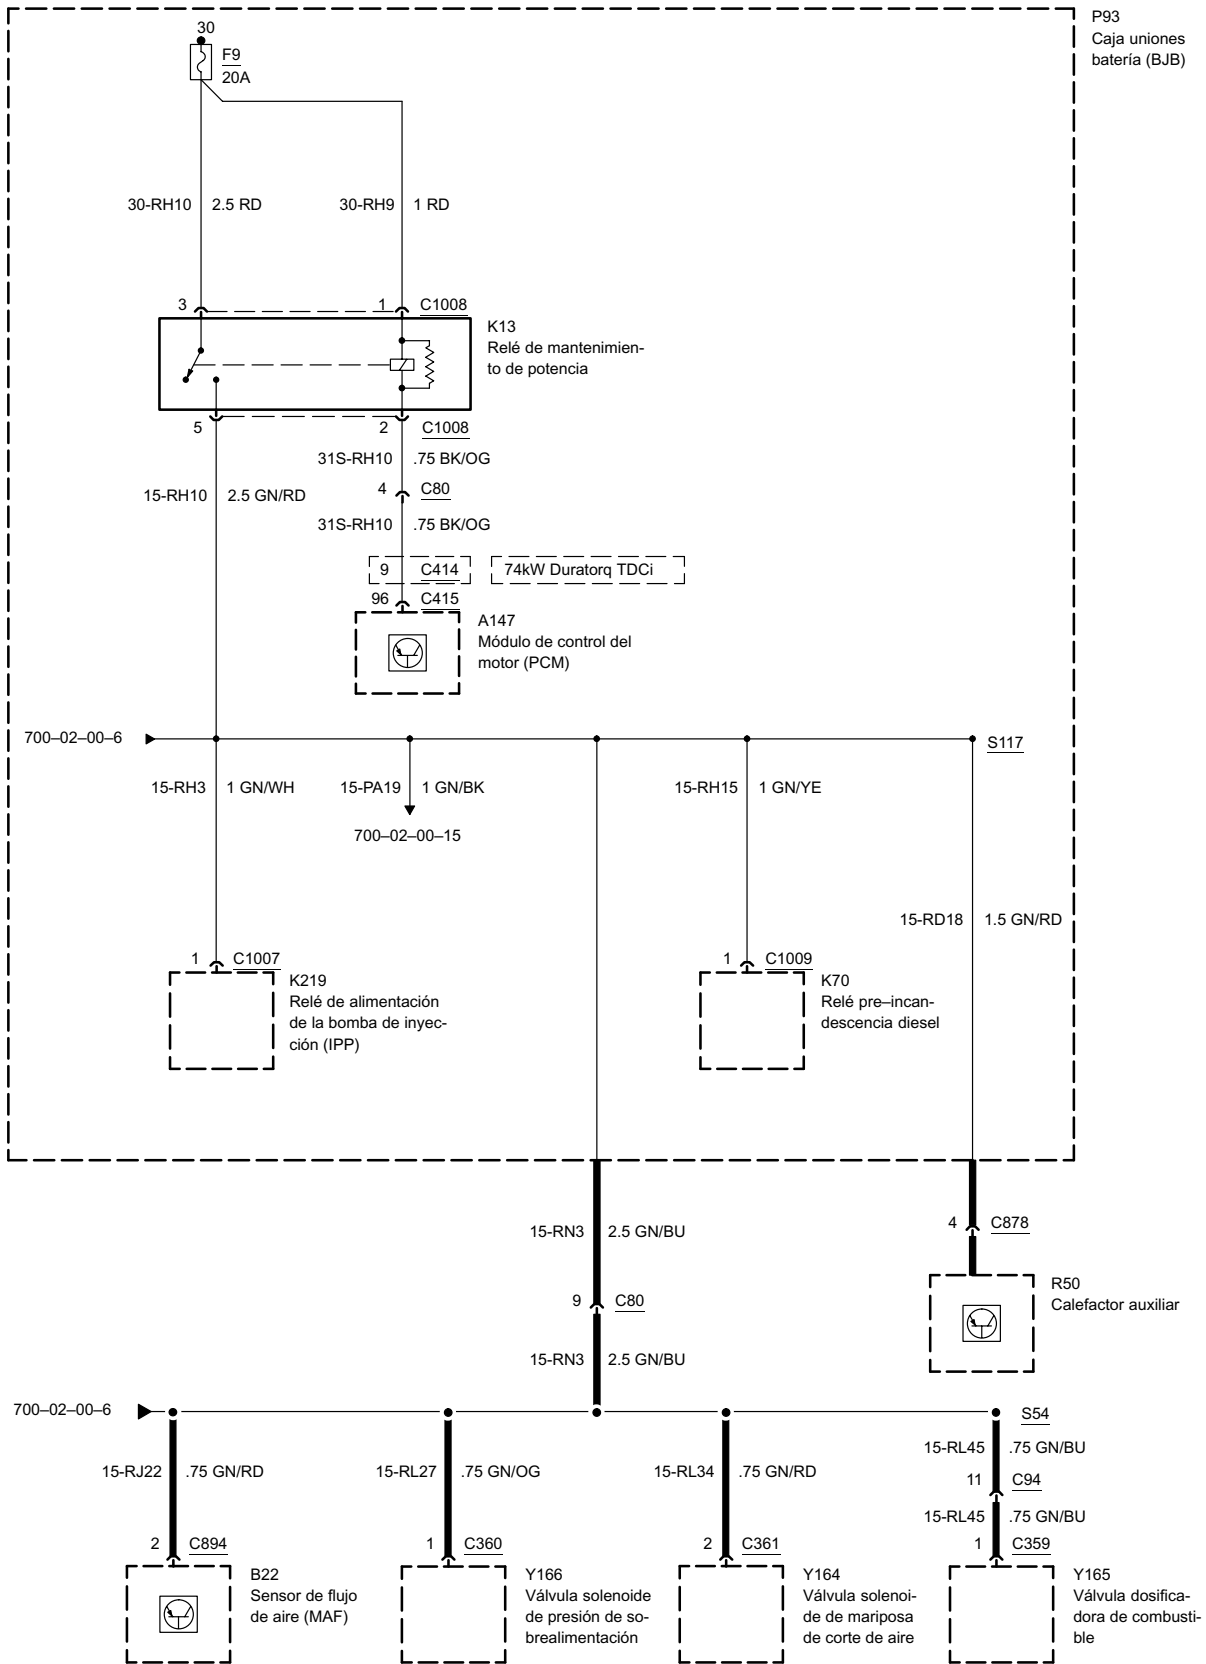 P93
Caja uniones
batería (BJB)
30
F9
20A
30-RH10 2.5 RD
30-RH9 1 RD
3 1 C1008
K13
Relé de mantenimien-
to de potencia
5 2 C1008
31S-RH10 .75 BK/OG
15-RH10 2.5 GN/RD
4 C80
31S-RH10 .75 BK/OG
9 C414
74kW Duratorq TDCi
96 C415
A147
Módulo de control del
motor (PCM)
700–02–00–6
S117
15-RH3 1 GN/WH
15-PA19 1 GN/BK
15-RH15 1 GN/YE
700–02–00–15
15-RD18 1.5 GN/RD
1 C1007
K219
Relé de alimentación
de la bomba de inyec-
ción (IPP)
1 C1009
K70
Relé pre–incan-
descencia diesel
15-RN3 2.5 GN/BU
4 C878
R50
Calefactor auxiliar
9 C80
15-RN3 2.5 GN/BU
700–02–00–6
S54
15-RJ22 .75 GN/RD
15-RL27 .75 GN/OG
15-RL34 .75 GN/RD
15-RL45 .75 GN/BU
11 C94
15-RL45 .75 GN/BU
2 C894
B22
Sensor de flujo
de aire (MAF)
1 C360
Y166
Válvula solenoide
de presión de so-
brealimentación
2 C361
Y164
Válvula solenoi-
de de mariposa
de corte de aire
1 C359
Y165
Válvula dosifica-
dora de combusti-
ble